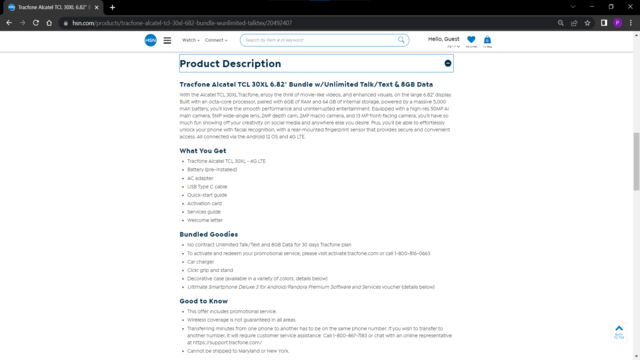 Tracfone Alcatel TCL 30XL 6.82"
hsn.com/products/tracfone-alcatel-tcl-30xl-682-bundle-wunlimited-talktex/20492407
P
HSN
Watch
Connect
Search by item # or keyword
Hello, Guest
Product Description
Tracfone Alcatel TCL 30XL 6.82" Bundle w/Unlimited Talk/Text & 8GB Data
With the Alcatel TCL 30XL Tracfone, enjoy the thrill of movie-like videos, and enhanced visuals, on the large 6.82" display.
Built with an octa-core processor, paired with 6GB of RAM and 64 GB of internal storage, powered by a massive 5,000
mAh battery, you'll love the smooth performance and uninterrupted entertainment. Equipped with a high-res 50MP AI
main camera, 5MP wide-angle lens, 2MP depth cam, 2MP macro camera, and 13 MP front-facing camera, you'll have so
much fun showing off your creativity on social media and anywhere else you desire. Plus, you'll be able to effortlessly
unlock your phone with facial recognition, with a rear-mounted fingerprint sensor that provides secure and convenient
access. All connected via the Android 12 OS and 4G LTE.
What You Get
Tracfone Alcatel TCL 30XL - 4G LTE
Battery (pre-installed)
AC adapter
USB Type C cable
Quick-start guide
Activation card
Services guide
Welcome letter
Bundled Goodies
No contract Unlimited Talk/Text and 8GB Data for 30 days Tracfone plan
To activate and redeem your promotional service, please visit activate.tracfone.com or call 1-800-816-0663
Car charger
Clickr grip and stand
Decorative case (available in a variety of colors, details below)
Ultimate Smartphone Deluxe 3 for Android/Pandora Premium Software and Services voucher (details below)
Good to Know
This offer includes promotional service.
Wireless coverage is not guaranteed in all areas.
Transferring minutes from one phone to another has to be on the same phone number. If you wish to transfer to
another number, it will require customer service assistance: Call 1-800-867-7183 or chat with an online representative
at https://support.tracfone.com/
Cannot be shipped to Maryland or New York.